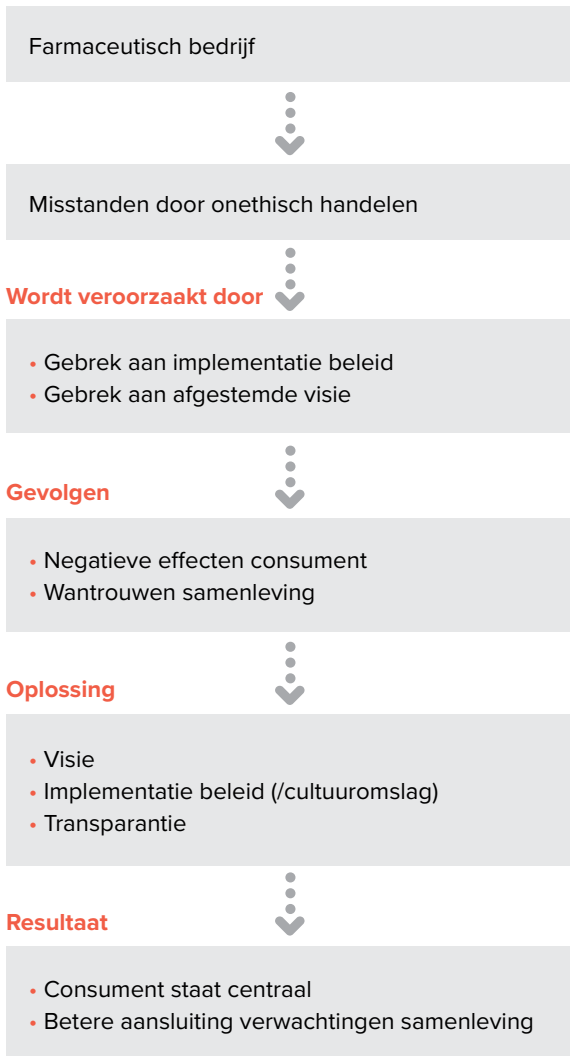 Farmaceutisch bedrijf
Misstanden door onethisch handelen
Wordt veroorzaakt door
• Gebrek aan implementatie beleid
• Gebrek aan afgestemde visie
Gevolgen
• Negatieve effecten consument
• Wantrouwen samenleving
Oplossing
• Visie
• Implementatie beleid (/cultuuromslag)
• Transparantie
Resultaat
• Consument staat centraal
• Betere aansluiting verwachtingen samenleving